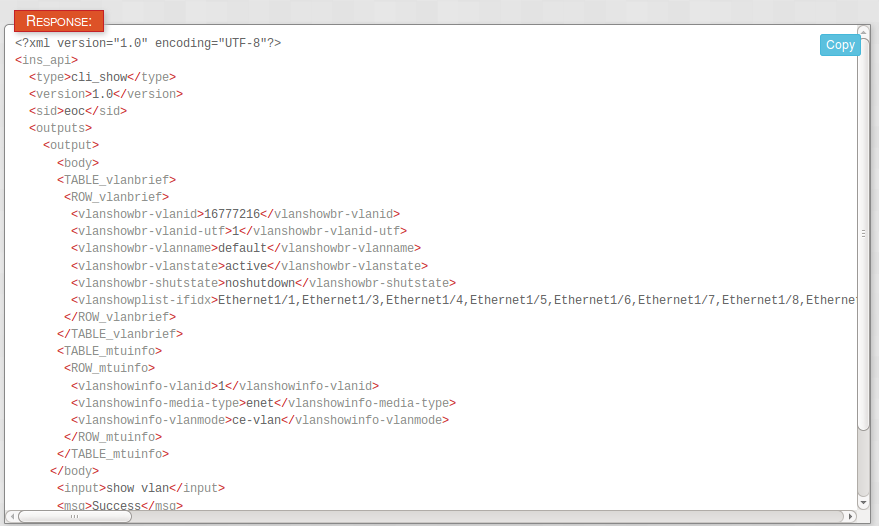 RESPONSE:
Copy
<?xml version="1.0" encoding="UTF-8"?>
<ins_api>
  <type>cli_show</type>
  <version>1.0</version>
  <sid>eoc</sid>
  <outputs>
    <output>
      <body>
      <TABLE_vlanbrief>
       <ROW_vlanbrief>
        <vlanshowbr-vlanid>16777216</vlanshowbr-vlanid>
        <vlanshowbr-vlanid-utf>1</vlanshowbr-vlanid-utf>
        <vlanshowbr-vlanname>default</vlanshowbr-vlanname>
        <vlanshowbr-vlanstate>active</vlanshowbr-vlanstate>
        <vlanshowbr-shutstate>noshutdown</vlanshowbr-shutstate>
        <vlanshowplist-ifidx>Ethernet1/1,Ethernet1/3,Ethernet1/4,Ethernet1/5,Ethernet1/6,Ethernet1/7,Ethernet1/8,Ethernet
       </ROW_vlanbrief>
      </TABLE_vlanbrief>
      <TABLE_mtuinfo>
       <ROW_mtuinfo>
        <vlanshowinfo-vlanid>1</vlanshowinfo-vlanid>
        <vlanshowinfo-media-type>enet</vlanshowinfo-media-type>
        <vlanshowinfo-vlanmode>ce-vlan</vlanshowinfo-vlanmode>
       </ROW_mtuinfo>
      </TABLE_mtuinfo>
     </body>
      <input>show vlan</input>
      <msg>Success</msg>